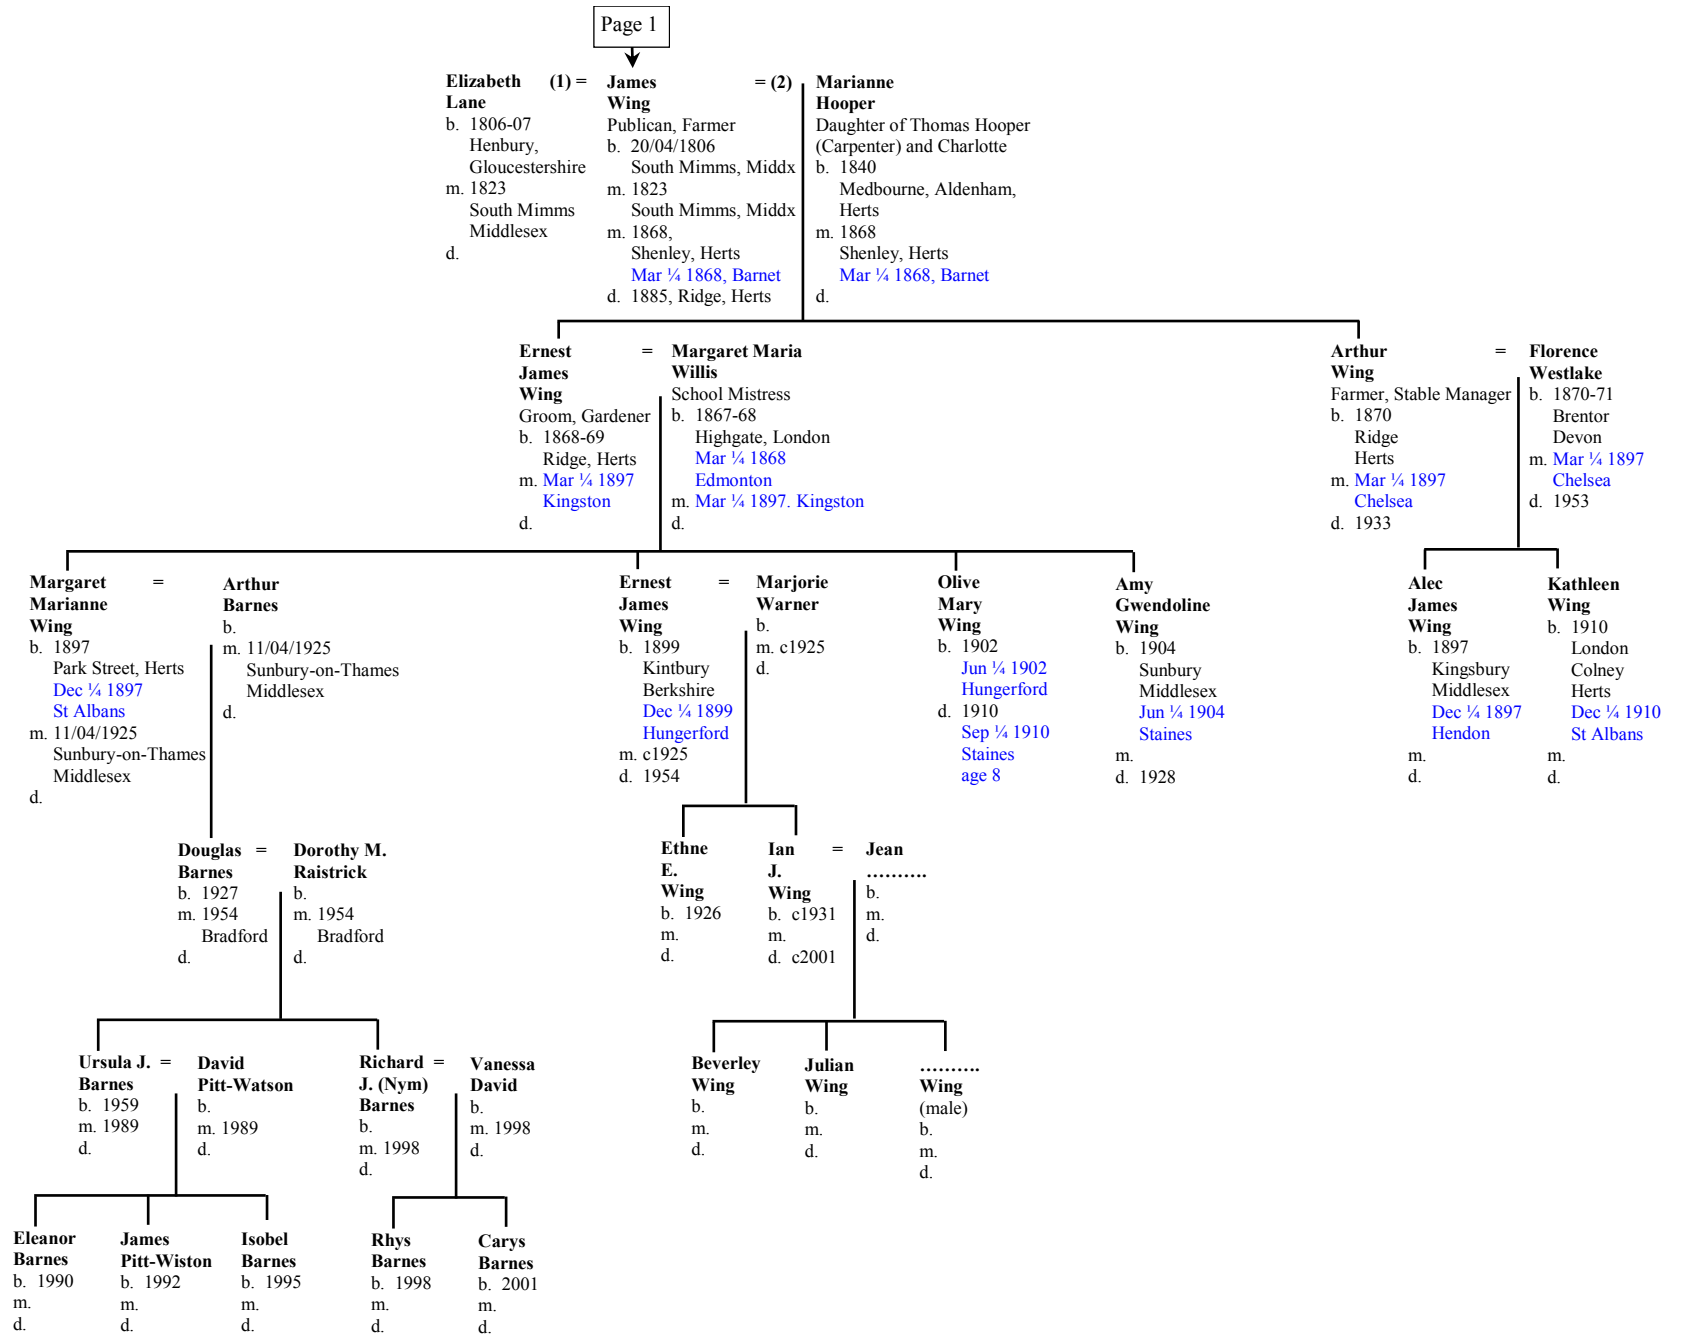 Page 1
Elizabeth (1) =
Lane
b. 1806-07
Henbury,
Gloucestershire
m. 1823
South Mimms
Middlesex
d.
James = (2)
Wing
Publican, Farmer
b. 20/04/1806
South Mimms, Middx
m. 1823
South Mimms, Middx
m. 1868,
Shenley, Herts
Mar ¼ 1868, Barnet
d. 1885, Ridge, Herts
Marianne
Hooper
Daughter of Thomas Hooper
(Carpenter) and Charlotte
b. 1840
Medbourne, Aldenham,
Herts
m. 1868
Shenley, Herts
Mar ¼ 1868, Barnet
d.
Ernest =
James
Wing
Groom, Gardener
b. 1868-69
Ridge, Herts
m. Mar ¼ 1897
Kingston
d.
Margaret Maria
Willis
School Mistress
b. 1867-68
Highgate, London
Mar ¼ 1868
Edmonton
m. Mar ¼ 1897. Kingston
d.
Arthur =
Wing
Farmer, Stable Manager
b. 1870
Ridge
Herts
m. Mar ¼ 1897
Chelsea
d. 1933
Florence
Westlake
b. 1870-71
Brentor
Devon
m. Mar ¼ 1897
Chelsea
d. 1953
Margaret =
Marianne
Wing
b. 1897
Park Street, Herts
Dec ¼ 1897
St Albans
m. 11/04/1925
Sunbury-on-Thames
Middlesex
d.
Arthur
Barnes
b.
m. 11/04/1925
Sunbury-on-Thames
Middlesex
d.
Ernest =
James
Wing
b. 1899
Kintbury
Berkshire
Dec ¼ 1899
Hungerford
m. c1925
d. 1954
Marjorie
Warner
b.
m. c1925
d.
Olive
Mary
Wing
b. 1902
Jun ¼ 1902
Hungerford
d. 1910
Sep ¼ 1910
Staines
age 8
Amy
Gwendoline
Wing
b. 1904
Sunbury
Middlesex
Jun ¼ 1904
Staines
m.
d. 1928
Alec
James
Wing
b. 1897
Kingsbury
Middlesex
Dec ¼ 1897
Hendon
m.
d.
Kathleen
Wing
b. 1910
London
Colney
Herts
Dec ¼ 1910
St Albans
m.
d.
Douglas =
Barnes
b. 1927
m. 1954
Bradford
d.
Dorothy M.
Raistrick
b.
m. 1954
Bradford
d.
Ethne
E.
Wing
b. 1926
m.
d.
Ian =
J.
Wing
b. c1931
m.
d. c2001
Jean
……….
b.
m.
d.
Ursula J. =
Barnes
b. 1959
m. 1989
d.
David
Pitt-Watson
b.
m. 1989
d.
Richard =
J. (Nym)
Barnes
b.
m. 1998
d.
Vanessa
David
b.
m. 1998
d.
Beverley
Wing
b.
m.
d.
Julian
Wing
b.
m.
d.
……….
Wing
(male)
b.
m.
d.
Eleanor
Barnes
b. 1990
m.
d.
James
Pitt-Wiston
b. 1992
m.
d.
Isobel
Barnes
b. 1995
m.
d.
Rhys
Barnes
b. 1998
m.
d.
Carys
Barnes
b. 2001
m.
d.